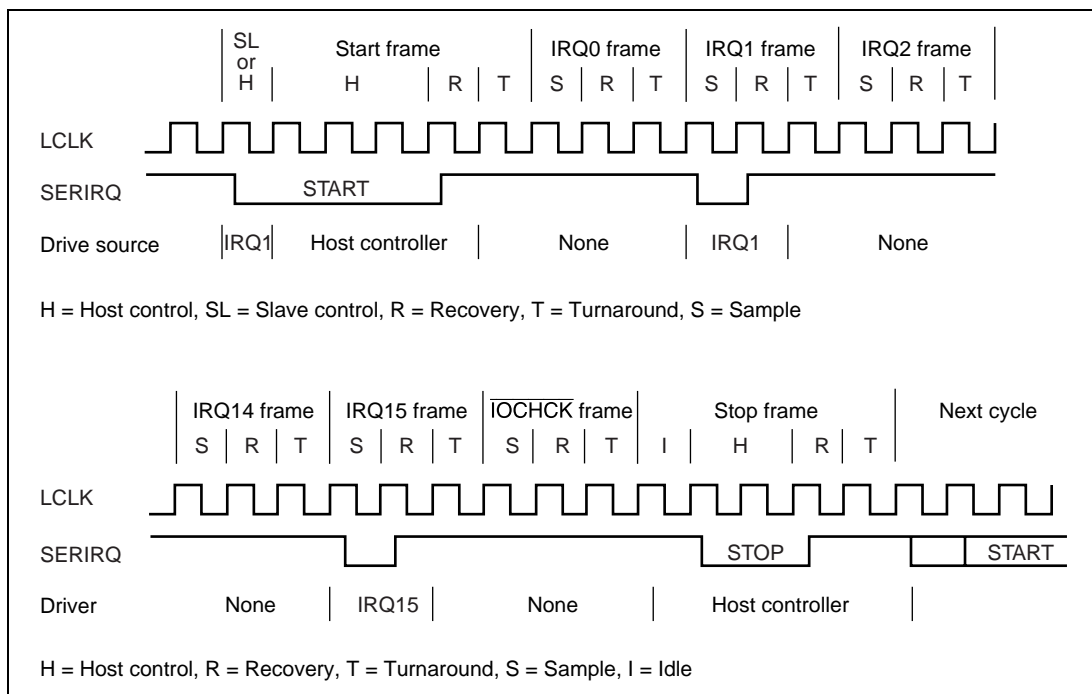 SL or H Start frame IRQ0 frame IRQ1 frame IRQ2 frame
H R T S R T S R T S R T
LCLK
SERIRQ START
Drive source IRQ1 Host controller None IRQ1 None
H = Host control, SL = Slave control, R = Recovery, T = Turnaround, S = Sample
IRQ14 frame IRQ15 frame IOCHCK frame Stop frame Next cycle
S R T S R T S R T I H R T
LCLK
SERIRQ STOP START
Driver None IRQ15 None Host controller
H = Host control, R = Recovery, T = Turnaround, S = Sample, I = Idle